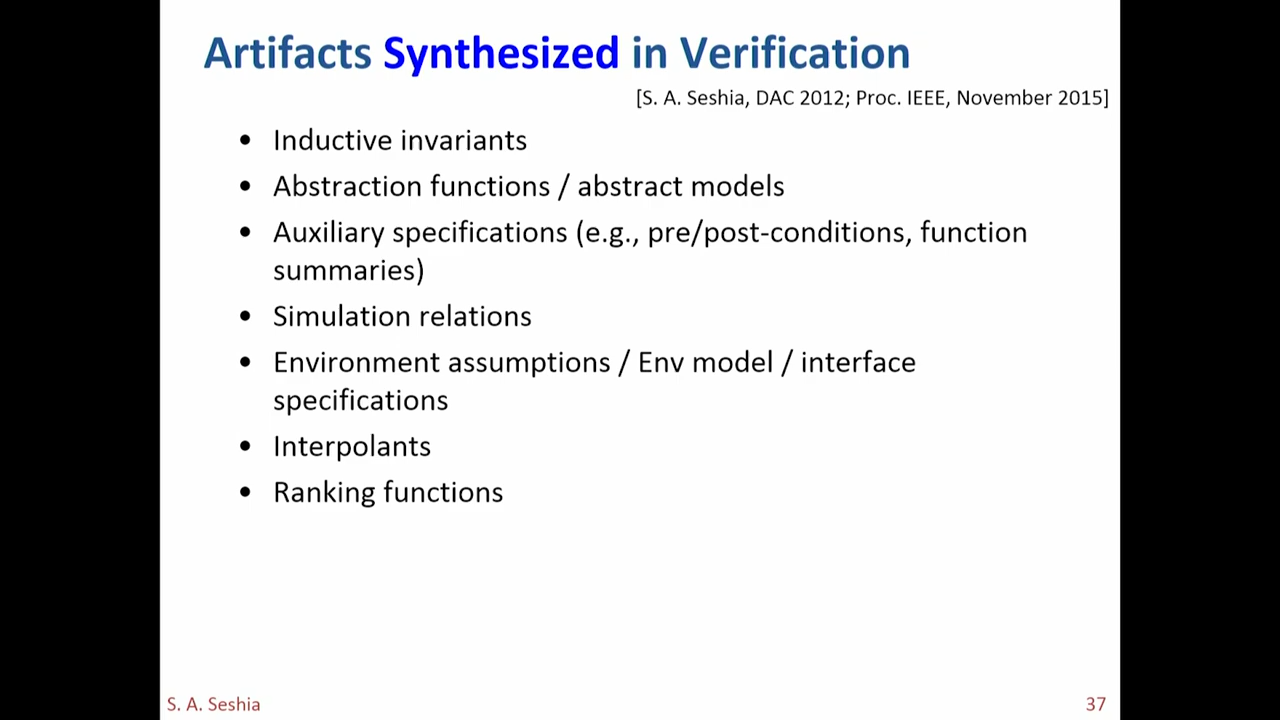 Artifacts Synthesized in Verification
[S. A. Seshia, DAC 2012; Proc. IEEE, November 2015]
• Inductive invariants
• Abstraction functions / abstract models
• Auxiliary specifications (e.g., pre/post-conditions, function
summaries)
• Simulation relations
• Environment assumptions / Env model / interface
specifications
• Interpolants
• Ranking functions
S. A. Seshia
37